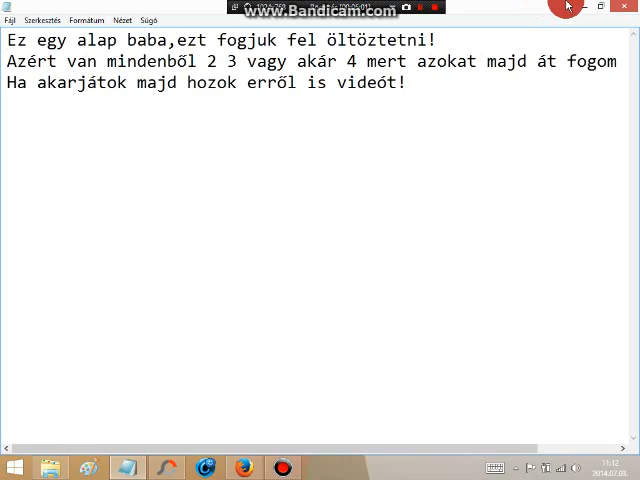 www.Bandicam.com
Fájl Szerkesztés Formátum Nézet Súgó
Ez egy alap baba,ezt fogjuk fel öltöztetni!
Azért van mindenből 2 3 vagy akár 4 mert azokat majd át fogom
Ha akarjátok majd hozok erről is videót!
11:12
2014.07.03.